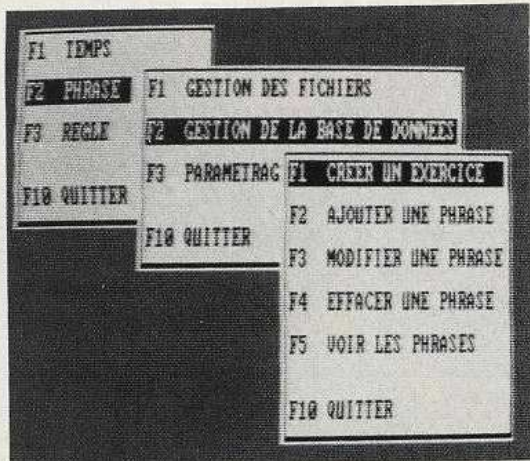 F1 TEMPS
F2 PHRASE
F3 REGLE
F10 QUITTER
F1 GESTION DES FICHIERS
F2 GESTION DE LA BASE DE DONNEES
F3 PARAMETRAG
F10 QUITTER
F1 CREER UN EXERCICE
F2 AJOUTER UNE PHRASE
F3 MODIFIER UNE PHRASE
F4 EFFACER UNE PHRASE
F5 VOIR LES PHRASES
F10 QUITTER